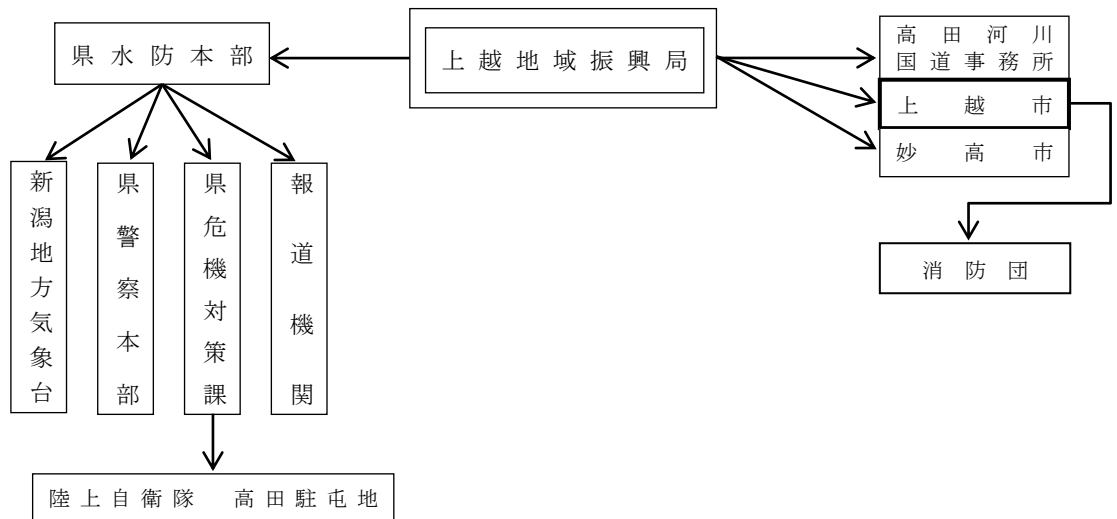 県水防本部
上越地域振興局
高田河川
国道事務所
上越市
妙高市
消防団
新潟地方気象台
県警察本部
県危機対策課
報道機関
陸上自衛隊　高田駐屯地